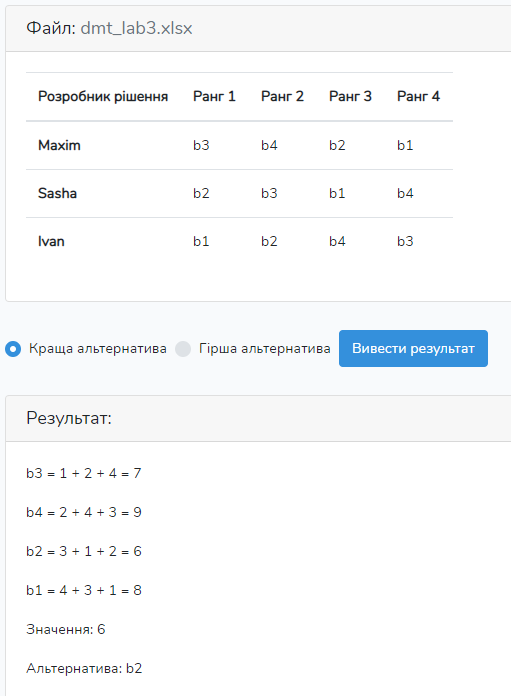 Файл: dmt_lab3.xlsx
Розробник рішення Ранг 1 Ранг 2 Ранг 3 Ранг 4
Maxim b3 b4 b2 b1
Sasha b2 b3 b1 b4
Ivan b1 b2 b4 b3
Краща альтернатива Гірша альтернатива Вивести результат
Результат:
b3 = 1 + 2 + 4 = 7
b4 = 2 + 4 + 3 = 9
b2 = 3 + 1 + 2 = 6
b1 = 4 + 3 + 1 = 8
Значення: 6
Альтернатива: b2